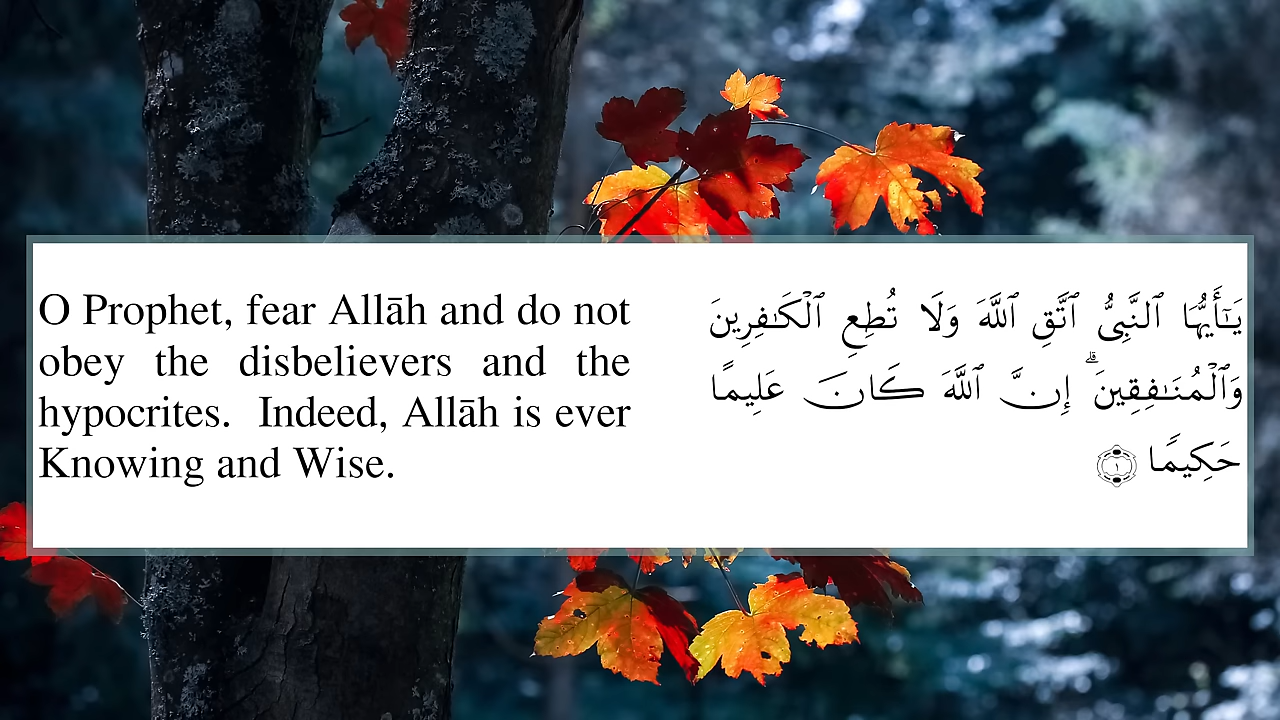 O Prophet, fear Allāh and do not
obey the disbelievers and the
hypocrites. Indeed, Allāh is ever
Knowing and Wise.
يَـٰٓأَيُّهَا ٱلنَّبِىُّ ٱتَّقِ ٱللَّهَ وَلَا تُطِعِ ٱلْكَـٰفِرِينَ
وَٱلْمُنَـٰفِقِينَ ۗ إِنَّ ٱللَّهَ كَانَ عَلِيمًا
حَكِيمًا ١